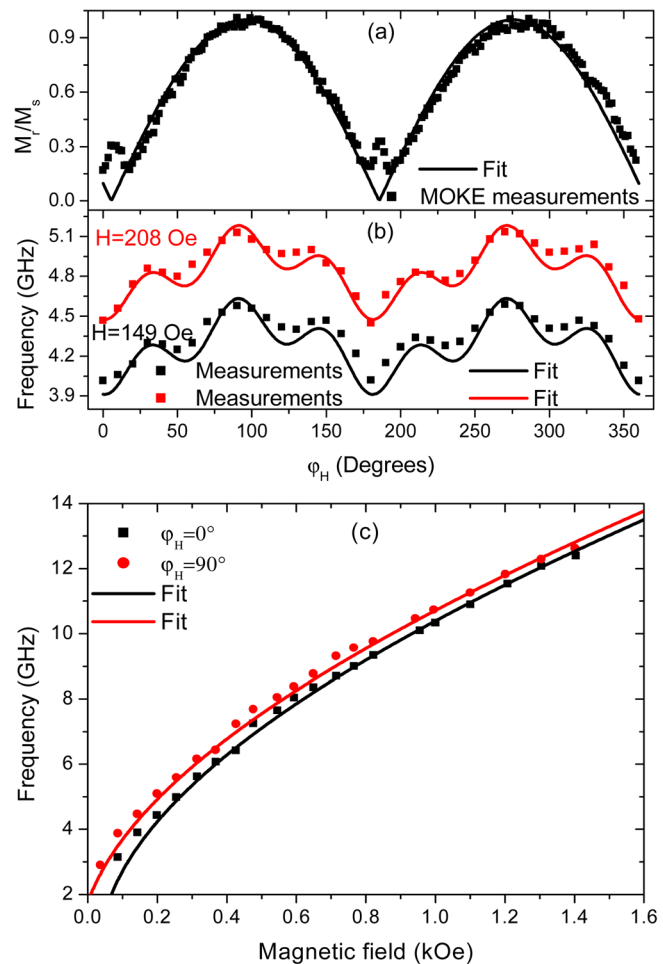 (a)
1.0
0.9
0.6
0.3
0.0
M_r/M_s
Fit
MOKE measurements
(b)
H=208 Oe
H=149 Oe
5.1
4.8
4.5
4.2
3.9
Frequency (GHz)
Measurements
Measurements
Fit
Fit
0 50 100 150 200 250 300 350
φ_H (Degrees)
(c)
φ_H=0°
φ_H=90°
Fit
Fit
14
12
10
8
6
4
2
Frequency (GHz)
0.0 0.2 0.4 0.6 0.8 1.0 1.2 1.4 1.6
Magnetic field (kOe)